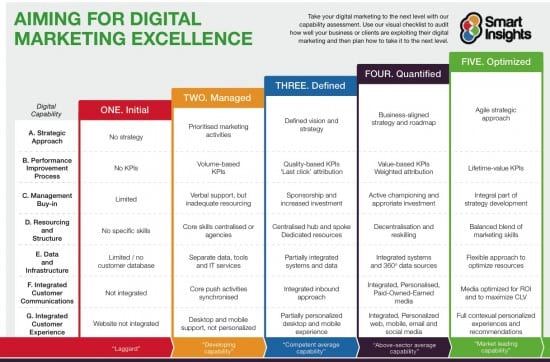 AIMING FOR DIGITAL
MARKETING EXCELLENCE
Take your digital marketing to the next level with our
capability assessment. Use our visual checklist to audit
how well your business or clients are exploiting their digital
marketing and then plan how to take it to the next level.
Smart
Insights
Digital
Capability
ONE. Initial
TWO. Managed
THREE. Defined
FOUR. Quantified
FIVE. Optimized
A. Strategic
Approach
No strategy
Prioritised marketing
activities
Defined vision and
strategy
Business-aligned
strategy and roadmap
Agile strategic
approach
B. Performance
Improvement
Process
No KPIs
Volume-based
KPIs
Quality-based KPIs
'Last click' attribution
Value-based KPIs
Weighted attribution
Lifetime-value KPIs
C. Management
Buy-in
Limited
Verbal support, but
inadequate resourcing
Sponsorship and
increased investment
Active championing and
approriate investment
Integral part of
strategy development
D. Resourcing
and
Structure
No specific skills
Core skills centralised or
agencies
Centralised hub and spoke
Dedicated resources
Decentralisation and
reskilling
Balanced blend of
marketing skills
E. Data
and
Infrastructure
Limited / no
customer database
Separate data, tools
and IT services
Partially integrated
systems and data
Integrated systems
and 360º data sources
Flexible approach to
optimize resources
F. Integrated
Customer
Communications
Not integrated
Core push activities
synchronised
Integrated inbound
approach
Integrated, Personalised,
Paid-Owned-Earned
media
Media optimized for ROI
and to maximize CLV
G. Integrated
Customer
Experience
Website not integrated
Desktop and mobile
support, not personalized
Partially personalized
desktop and mobile
experience
Integrated, personalized
web, mobile, email and
social media
Full contextual personalized
experiences and
recommendations
"Laggard"
"Developing
capability"
"Competent average
capability"
"Above-sector average
capability"
"Market leading
capability"